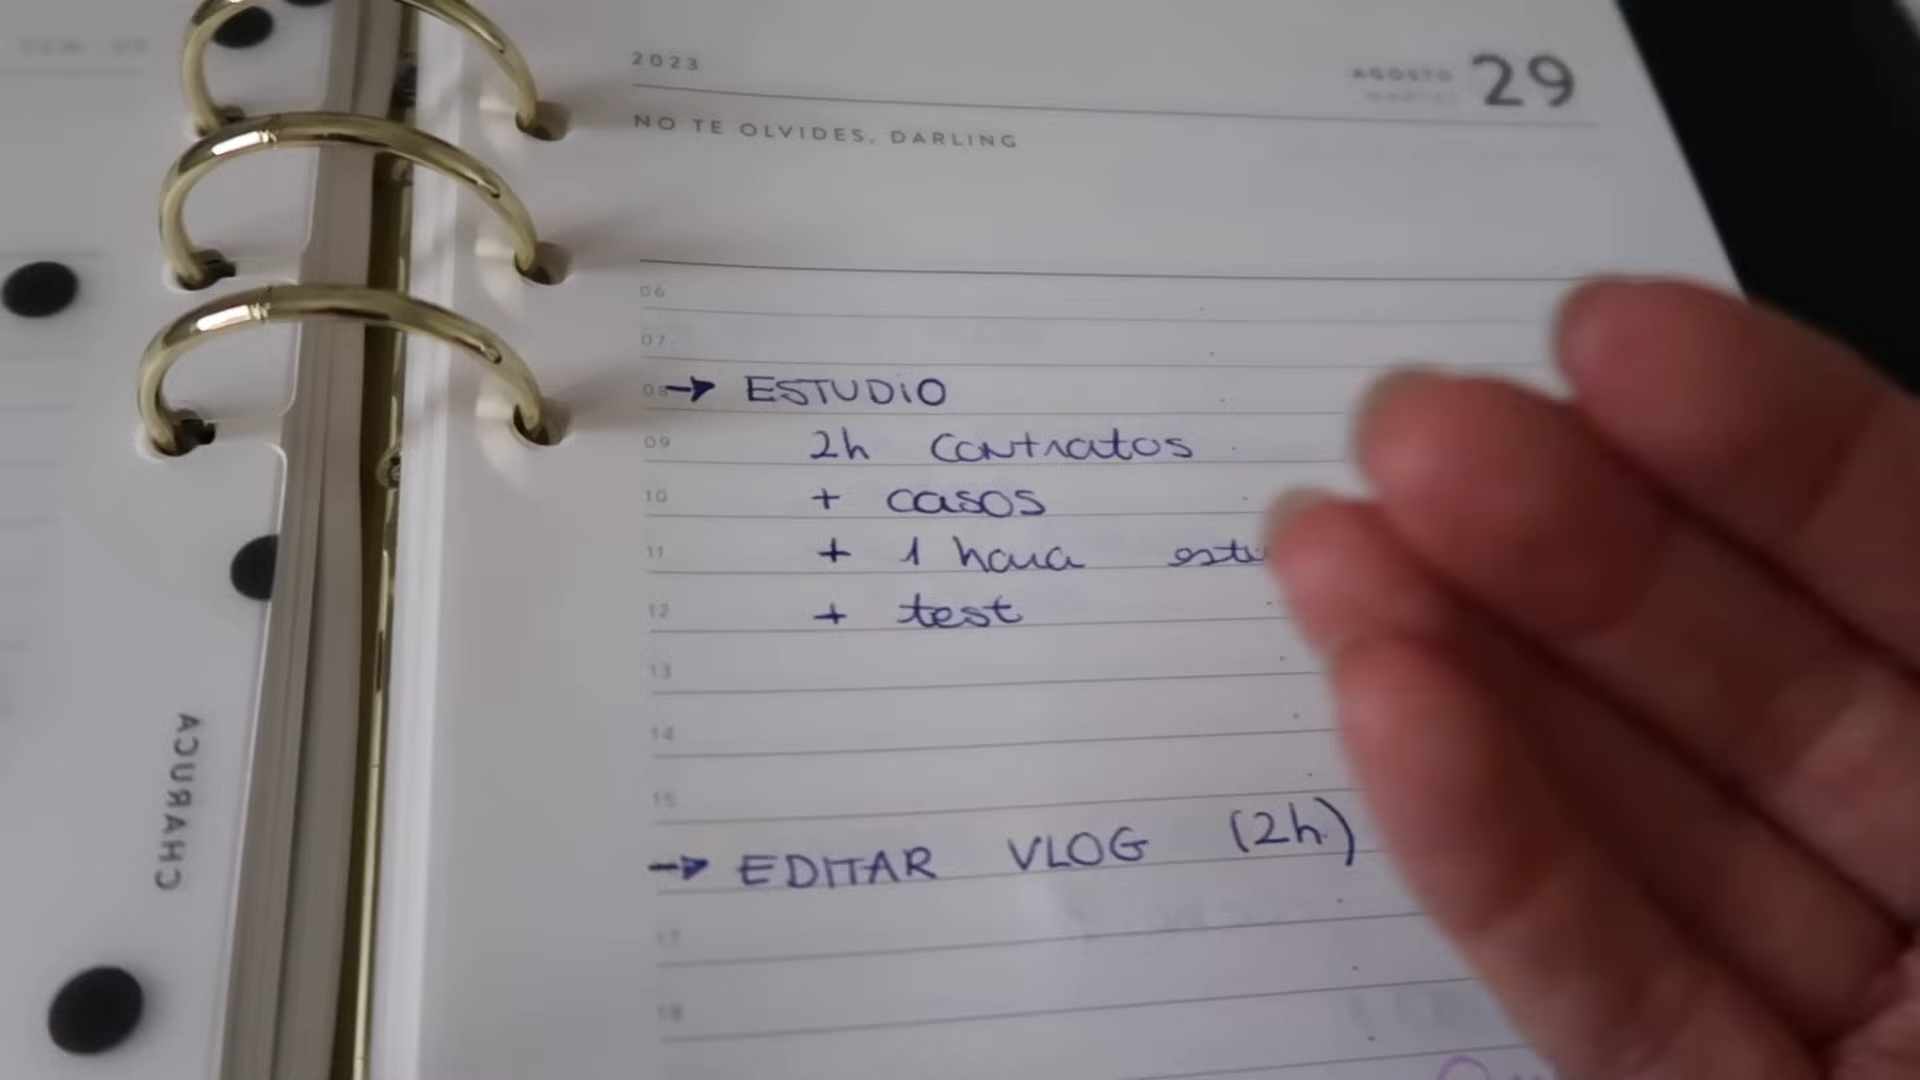 2023
AGOSTO 29
NO TE OLVIDES, DARLING
06
07
08 → ESTUDIO
09 2h contratos
10 + casos
11 + 1 hora estu
12 + test
13
14
15
→ EDITAR VLOG (2h)
17
18
CHARUCA